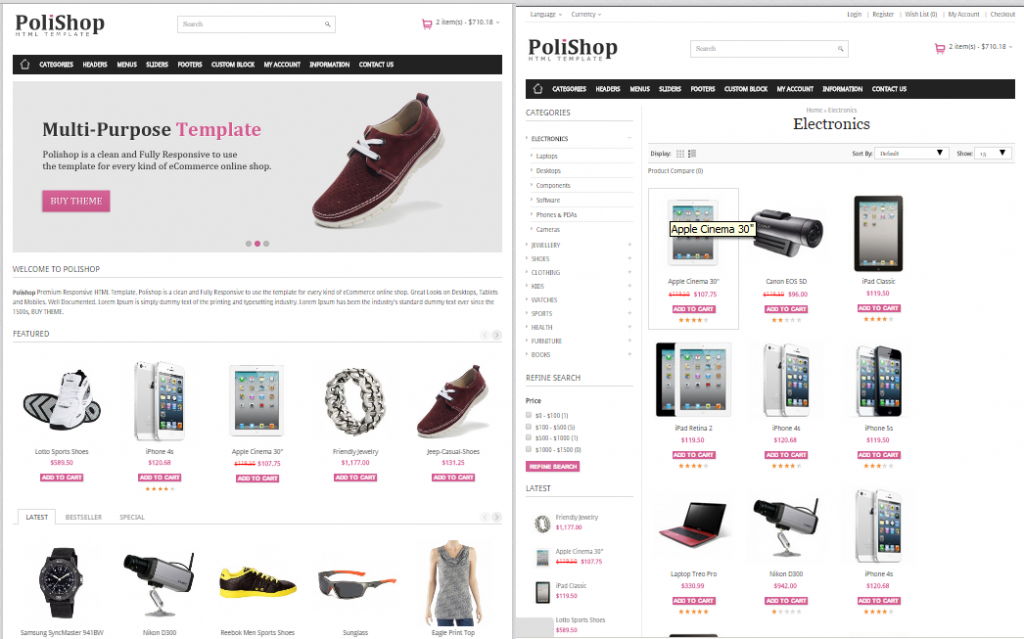 PoliShop
HTML TEMPLATE
Search
2 item(s) - $710.18
CATEGORIES HEADERS MENUS SLIDERS FOOTERS CUSTOM BLOCK MY ACCOUNT INFORMATION CONTACT US
Multi-Purpose Template
Polishop is a clean and Fully Responsive to use
the template for every kind of eCommerce online shop.
BUY THEME
WELCOME TO POLISHOP
Polishop Premium Responsive HTML Template. Polishop is a clean and Fully Responsive to use the template for every kind of eCommerce online shop. Great Looks on Desktops, Tablets
and Mobiles. Well Documented. Lorem Ipsum is simply dummy text of the printing and typesetting industry. Lorem Ipsum has been the industry's standard dummy text ever since the
1500s, BUY THEME.
FEATURED
Lotto Sports Shoes iPhone 4s Apple Cinema 30" Friendly Jewelry Jeep-Casual-Shoes
$589.50 $120.68 $119.50 $107.75 $1,177.00 $131.25
ADD TO CART ADD TO CART ADD TO CART ADD TO CART ADD TO CART
LATEST BESTSELLER SPECIAL
Samsung SyncMaster 941BW Nikon D300 Reebok Men Sports Shoes Sunglass Eagle Print Top
Language Currency Login Register Wish List (0) My Account Checkout
PoliShop
HTML TEMPLATE
Search
2 item(s) - $710.18
CATEGORIES HEADERS MENUS SLIDERS FOOTERS CUSTOM BLOCK MY ACCOUNT INFORMATION CONTACT US
CATEGORIES
ELECTRONICS
Laptops
Desktops
Components
Software
Phones & PDAs
Cameras
JEWELLERY
SHOES
CLOTHING
KIDS
WATCHES
SPORTS
HEALTH
FURNITURE
BOOKS
REFINE SEARCH
Price
$0 - $100 (1)
$100 - $500 (5)
$500 - $1000 (1)
$1000 - $1500 (0)
REFINE SEARCH
LATEST
Friendly Jewelry
$1,177.00
Apple Cinema 30"
$119.50 $107.75
iPad Classic
$119.50
Lotto Sports Shoes
$589.50
Home » Electronics
Electronics
Display: Sort By: Default Show: 15
Product Compare (0)
Apple Cinema 30"
Apple Cinema 30" Canon EOS 5D iPad Classic
$119.50 $107.75 $119.50 $96.00 $119.50
ADD TO CART ADD TO CART ADD TO CART
iPad Retina 2 iPhone 4s iPhone 5s
$119.50 $120.68 $119.50
ADD TO CART ADD TO CART ADD TO CART
Laptop Treo Pro Nikon D300 iPhone 4s
$330.99 $942.00 $120.68
ADD TO CART ADD TO CART ADD TO CART